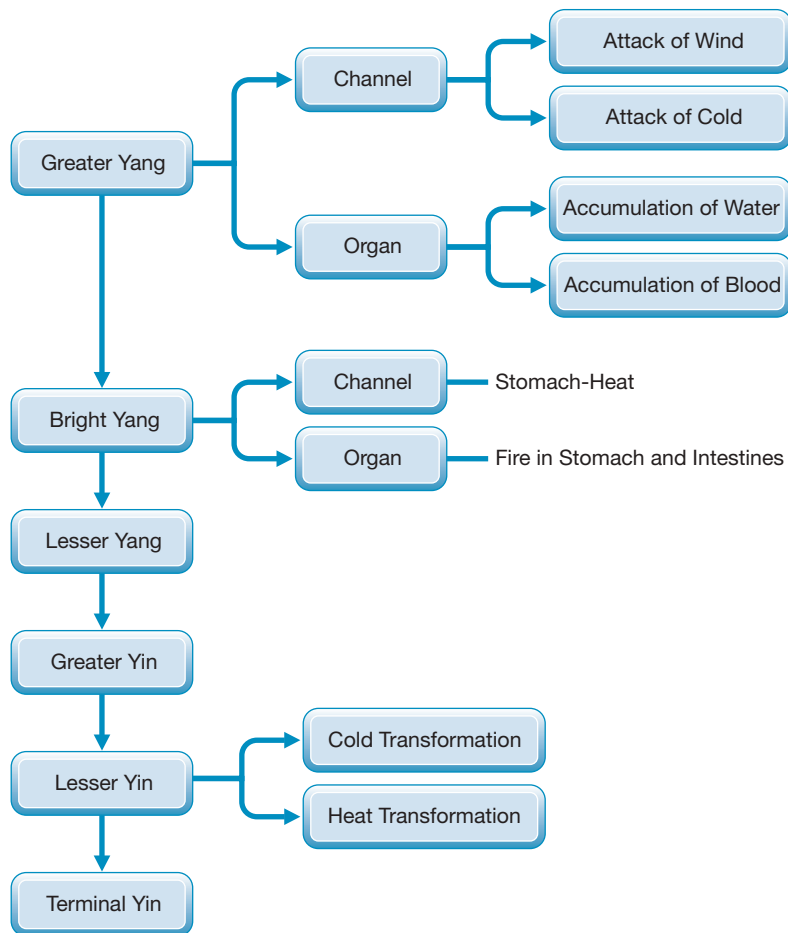 Greater Yang
Channel
Attack of Wind
Attack of Cold
Organ
Accumulation of Water
Accumulation of Blood
Bright Yang
Channel
Stomach-Heat
Organ
Fire in Stomach and Intestines
Lesser Yang
Greater Yin
Lesser Yin
Cold Transformation
Heat Transformation
Terminal Yin